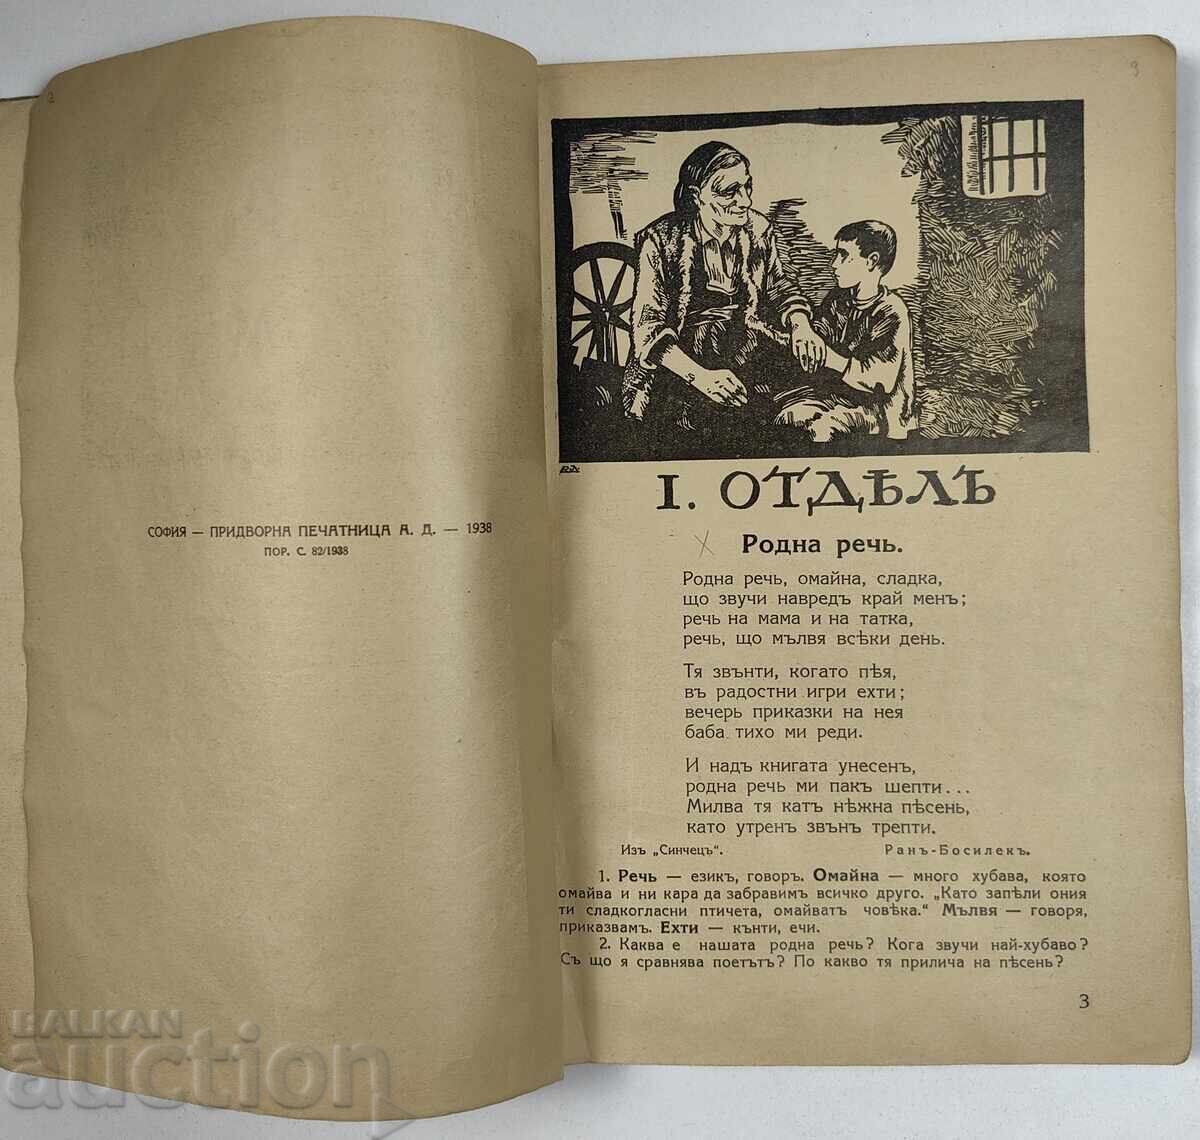 2
СОФИЯ — ПРИДВОРНА ПЕЧАТНИЦА А. Д. — 1938
ПОР. С. 82/1938
9
I. ОТДѢЛЪ
Родна речь.
Родна речь, омайна, сладка,
що звучи навредъ край менъ;
речь на мама и на татка,
речь, що мълвя всѣки день.
Тя звънти, когато пѣя,
въ радостни игри ехти;
вечерь приказки на нея
баба тихо ми реди.
И надъ книгата унесенъ,
родна речь ми пакъ шепти...
Милва тя катъ нѣжна пѣсень,
като утренъ звънъ трепти.
Изъ „Синчецъ“. Ранъ-Босилекъ.
1. Речь — езикъ, говоръ. Омайна — много хубава, която
омайва и ни кара да забравимъ всичко друго. „Като запѣли ония
ти сладкогласни птичета, омайватъ човѣка.“ Мълвя — говоря,
приказвамъ. Ехти — кънти, ечи.
2. Каква е нашата родна речь? Кога звучи най-хубаво?
Съ що я сравнява поетътъ? По какво тя прилича на пѣсень?
3
BALKAN
auction